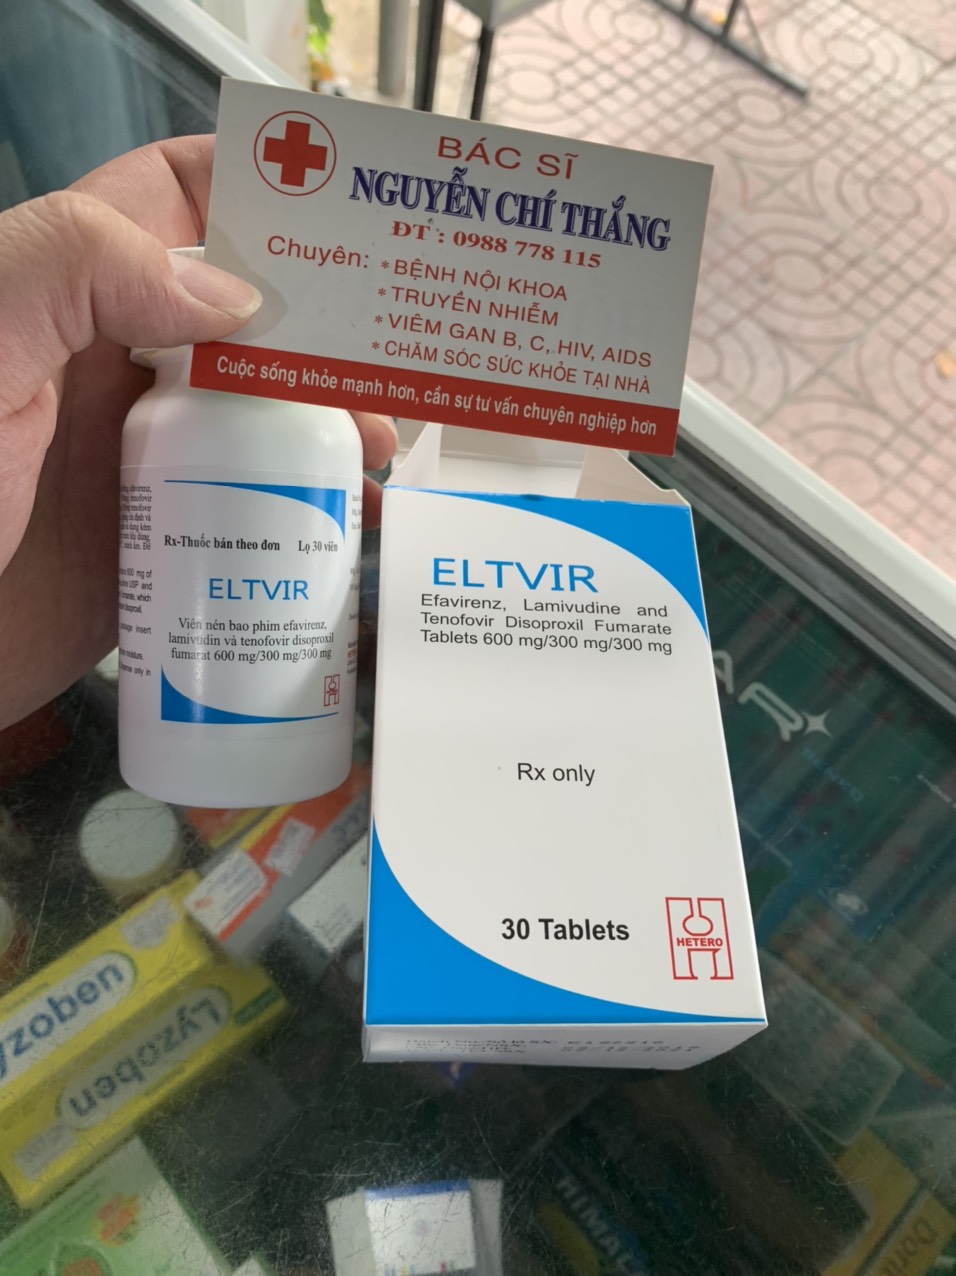 BÁC SĨ
NGUYỄN CHÍ THẮNG
ĐT : 0988 778 115
Chuyên: * BỆNH NỘI KHOA
* TRUYỀN NHIỄM
* VIÊM GAN B, C, HIV, AIDS
* CHĂM SÓC SỨC KHỎE TẠI NHÀ
Cuộc sống khỏe mạnh hơn, cần sự tư vấn chuyên nghiệp hơn
Rx-Thuốc bán theo đơn Lọ 30 viên
ELTVIR
Viên nén bao phim efavirenz,
lamivudin và tenofovir disoproxil
fumarat 600 mg/300 mg/300 mg
ELTVIR
Efavirenz, Lamivudine and
Tenofovir Disoproxil Fumarate
Tablets 600 mg/300 mg/300 mg
Rx only
30 Tablets
HETERO
Lyzoben